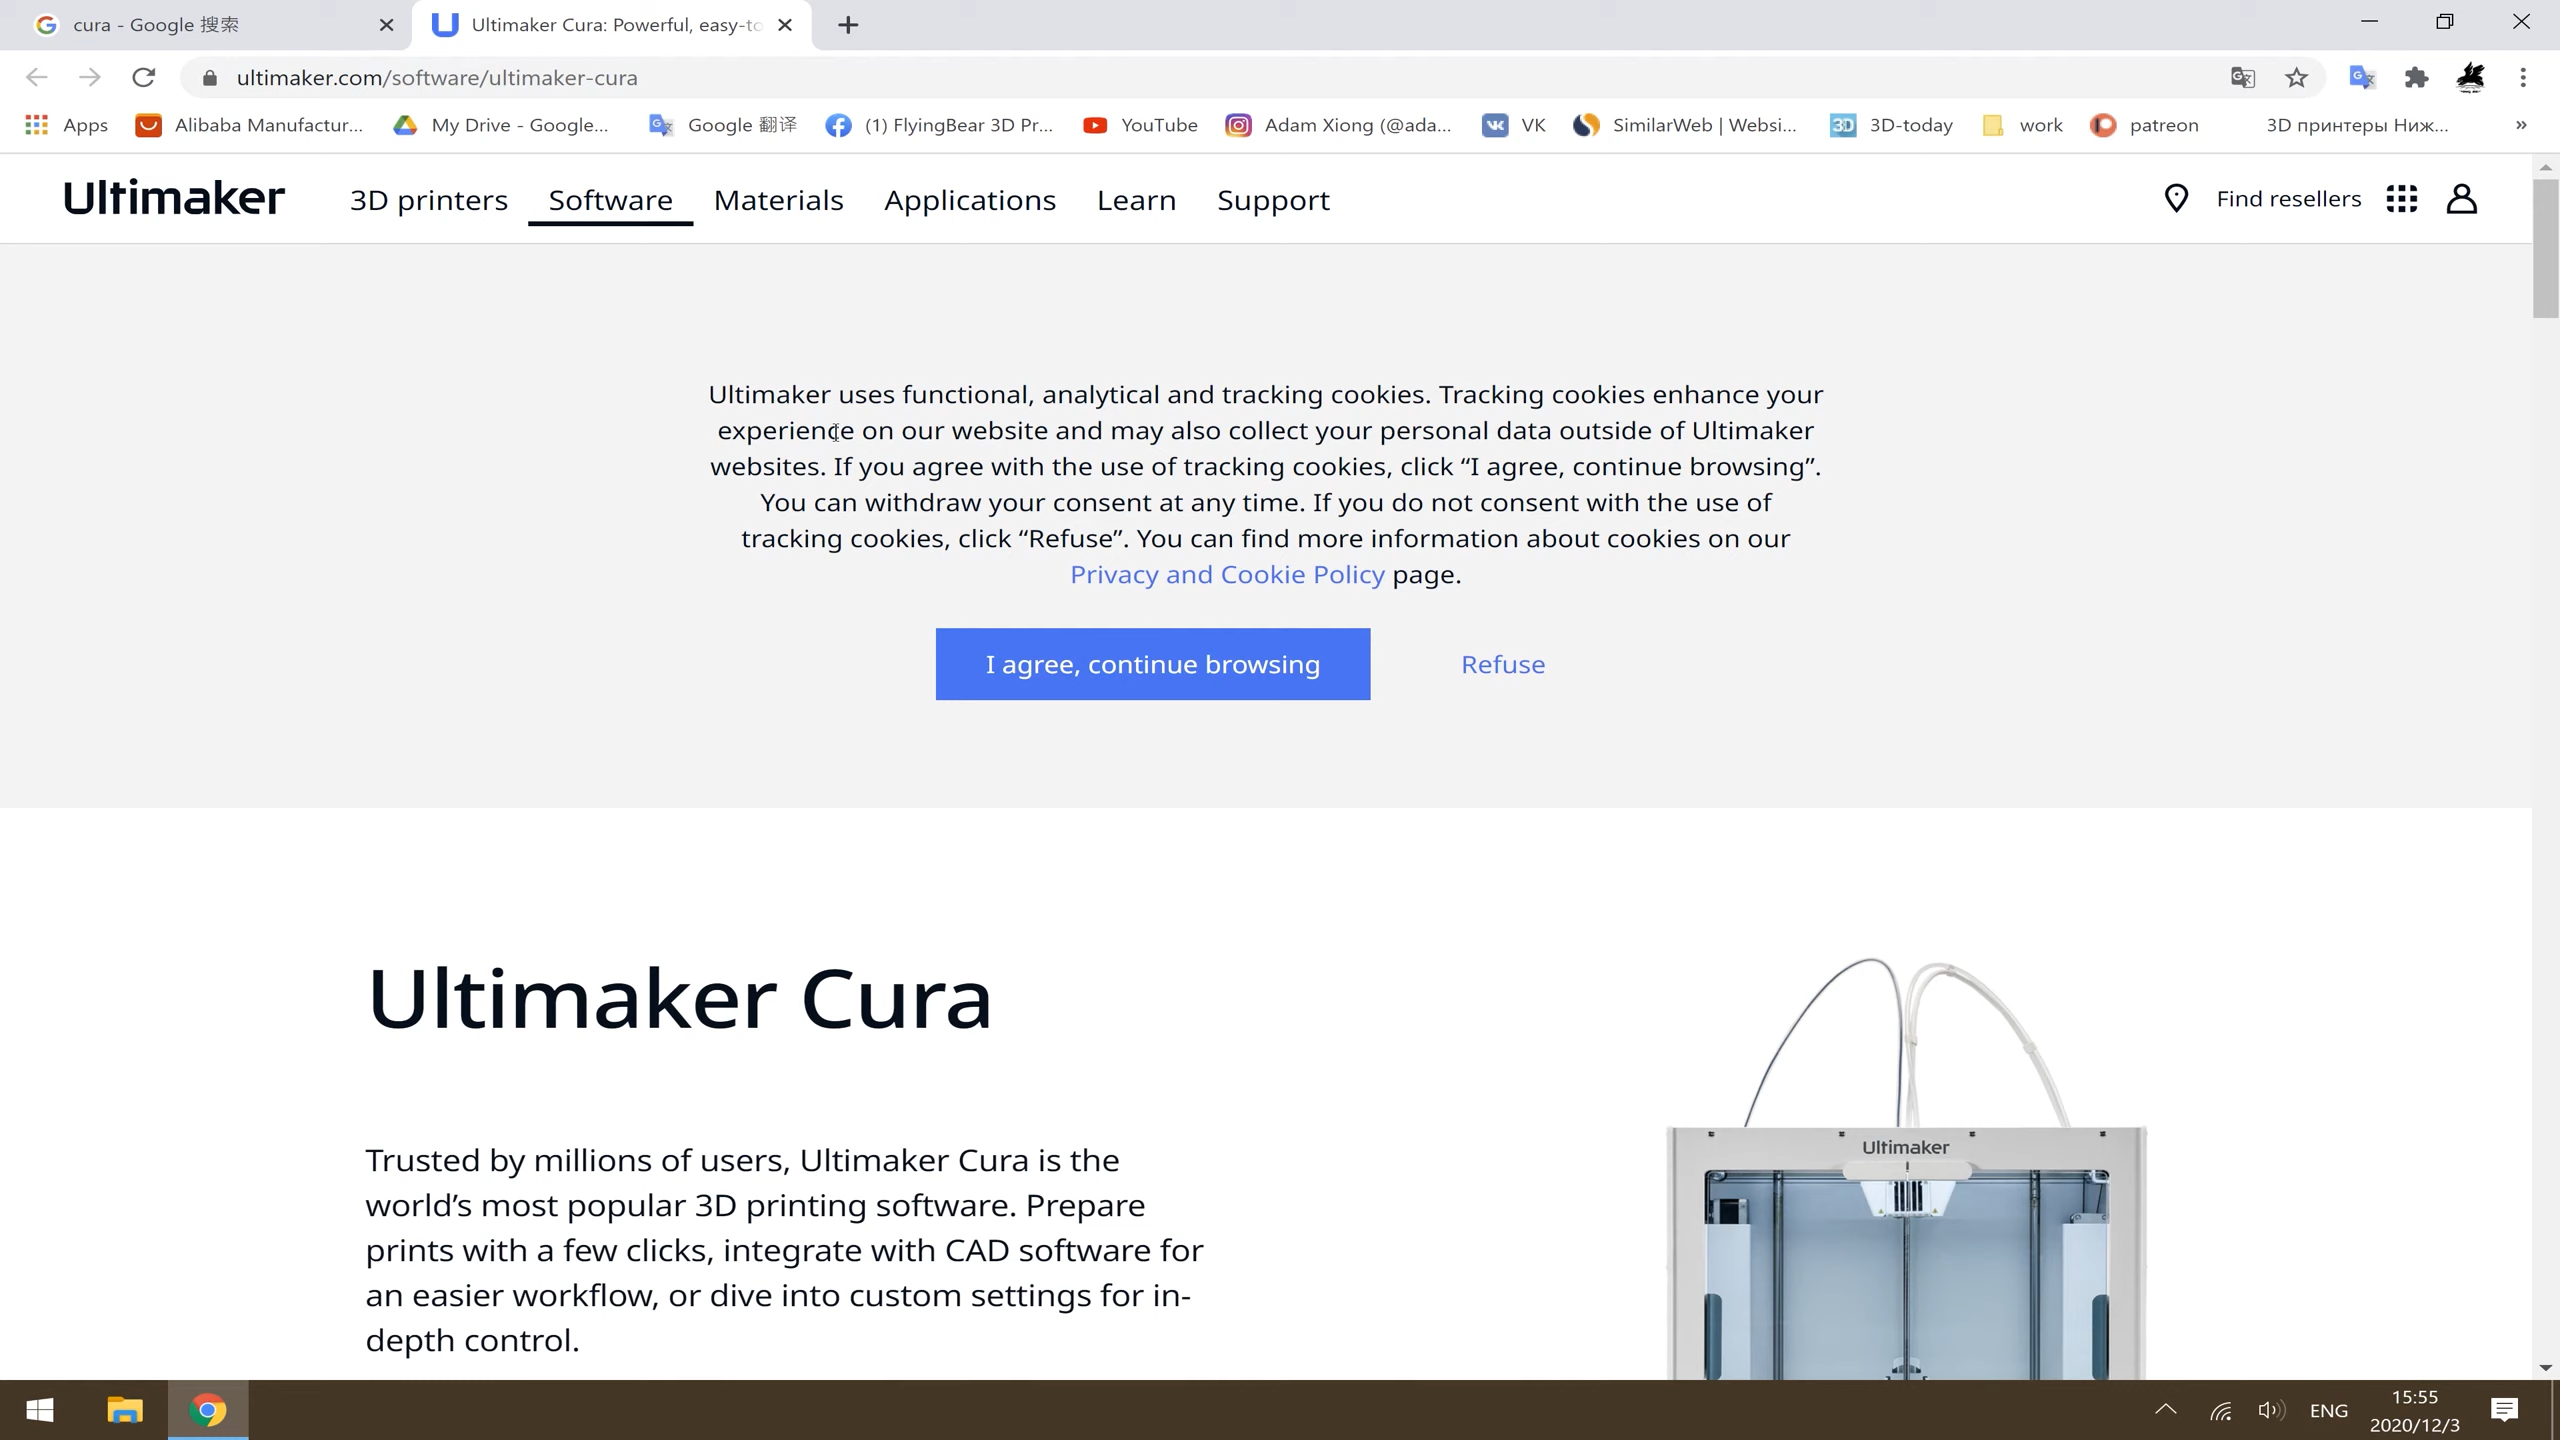 cura - Google 搜索
Ultimaker Cura: Powerful, easy-to
ultimaker.com/software/ultimaker-cura
Apps Alibaba Manufactur... My Drive - Google... Google 翻译 (1) FlyingBear 3D Pr... YouTube Adam Xiong (@ada... VK SimilarWeb | Websi... 3D-today work patreon 3D принтеры Ниж... »
Ultimaker 3D printers Software Materials Applications Learn Support Find resellers
Ultimaker uses functional, analytical and tracking cookies. Tracking cookies enhance your
experience on our website and may also collect your personal data outside of Ultimaker
websites. If you agree with the use of tracking cookies, click “I agree, continue browsing”.
You can withdraw your consent at any time. If you do not consent with the use of
tracking cookies, click “Refuse”. You can find more information about cookies on our
Privacy and Cookie Policy page.
I agree, continue browsing Refuse
Ultimaker Cura
Trusted by millions of users, Ultimaker Cura is the
world’s most popular 3D printing software. Prepare
prints with a few clicks, integrate with CAD software for
an easier workflow, or dive into custom settings for in-
depth control.
Ultimaker
ENG
15:55
2020/12/3